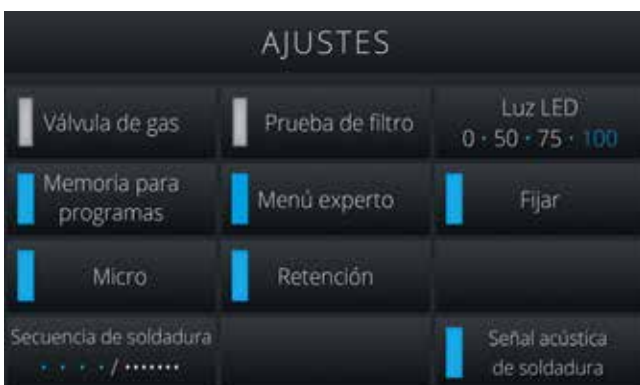 AJUSTES
Válvula de gas
Prueba de filtro
Luz LED
0 · 50 · 75 · 100
Memoria para
programas
Menú experto
Fijar
Micro
Retención
Secuencia de soldadura
· · · · / ·······
Señal acústica
de soldadura